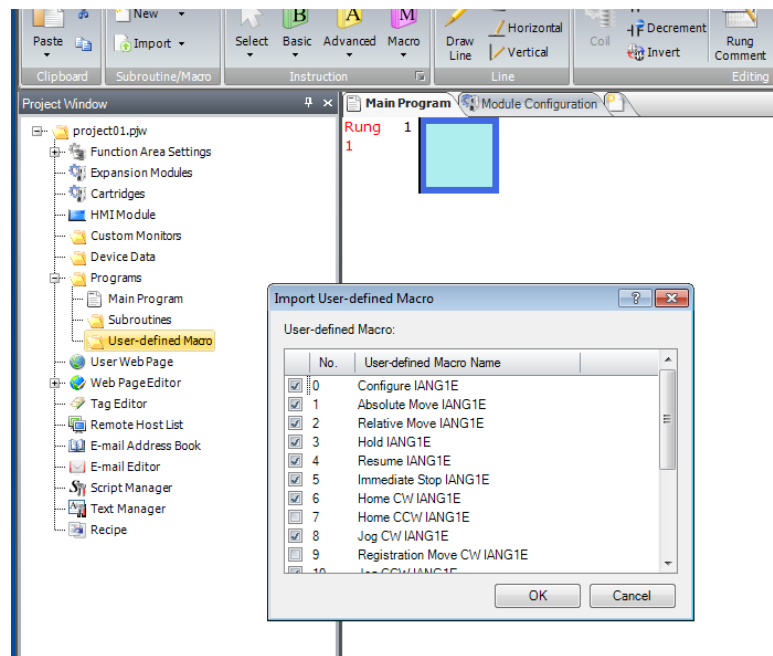 New
B A M
Paste
Import
Select Basic Advanced Macro
Draw Line
Horizontal
Vertical
Coil
Decrement
Invert
Rung Comment
Clipboard
Subroutine/Macro
Instruction
Line
Editing
Project Window
Main Program
Module Configuration
Rung 1
1
project01.pjw
Function Area Settings
Expansion Modules
Cartridges
HMI Module
Custom Monitors
Device Data
Programs
Main Program
Subroutines
User-defined Macro
User Web Page
Web Page Editor
Tag Editor
Remote Host List
E-mail Address Book
E-mail Editor
Script Manager
Text Manager
Recipe
Import User-defined Macro
User-defined Macro:
No. User-defined Macro Name
0 Configure IANG1E
1 Absolute Move IANG1E
2 Relative Move IANG1E
3 Hold IANG1E
4 Resume IANG1E
5 Immediate Stop IANG1E
6 Home CW IANG1E
7 Home CCW IANG1E
8 Jog CW IANG1E
9 Registration Move CW IANG1E
10 Jog CCW IANG1E
OK Cancel